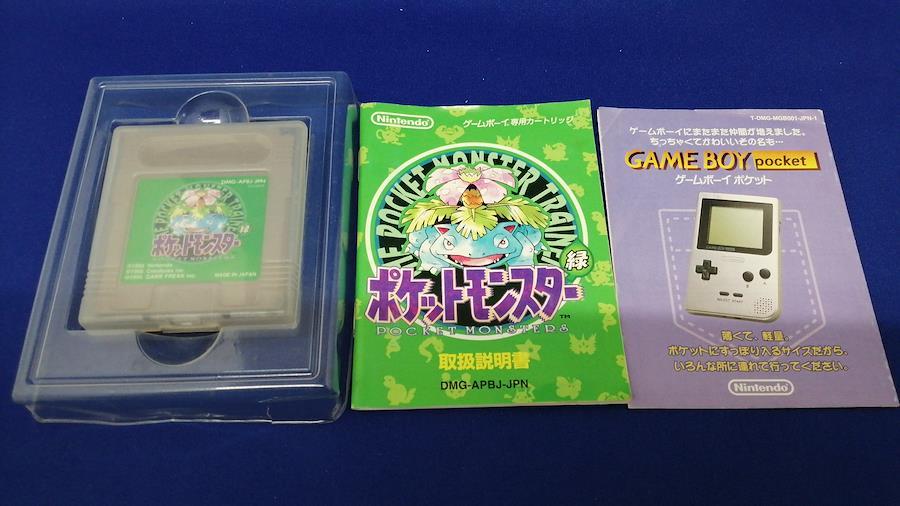 DMG-APBJ-JPN
ポケットモンスター
緑
©1995 Nintendo
©1995 Creatures inc.
©1995 GAME FREAK inc.
MADE IN JAPAN
Nintendo
ゲームボーイ専用カートリッジ
THE POCKET MONSTER TRAINER
緑
ポケットモンスター
TM
POCKET MONSTERS
取扱説明書
DMG-APBJ-JPN
T-DMG-MGB001-JPN-1
ゲームボーイにまたまた仲間が増えました。
ちっちゃくてかわいいその名も…
GAME BOY pocket
ゲームボーイ ポケット
GAME BOY
B A
SELECT START
薄くて、軽量。
ポケットにすっぽり入るサイズだから、
いろんな所に連れて行ってください。
Nintendo